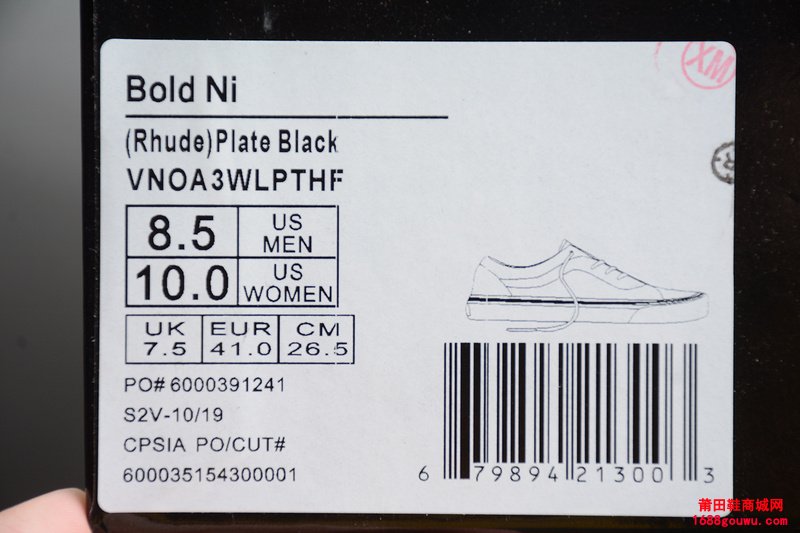 Bold Ni
(Rhude)Plate Black
VNOA3WLPTHF
8.5 US MEN
10.0 US WOMEN
UK EUR CM
7.5 41.0 26.5
PO# 6000391241
S2V-10/19
CPSIA PO/CUT#
600035154300001
6 79894 21300 3
XM
莆田鞋商城网
1688gouwu.com